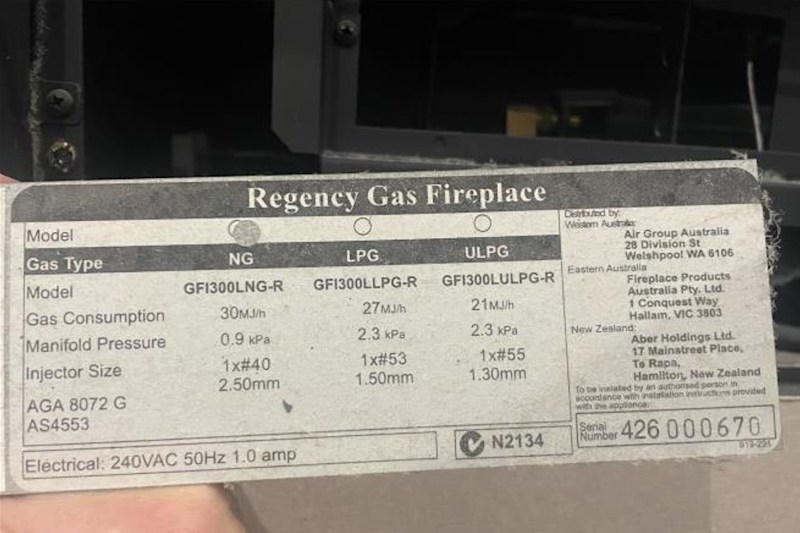 Regency Gas Fireplace
Model
Gas Type NG LPG ULPG
Model GFI300LNG-R GFI300LLPG-R GFI300LULPG-R
Gas Consumption 30MJ/h 27MJ/h 21MJ/h
Manifold Pressure 0.9 kPa 2.3 kPa 2.3 kPa
Injector Size 1x#40 1x#53 1x#55
2.50mm 1.50mm 1.30mm
AGA 8072 G
AS4553
Electrical: 240VAC 50Hz 1.0 amp
N2134
Distributed by:
Western Australia:
Air Group Australia
28 Division St
Welshpool WA 6106
Eastern Australia
Fireplace Products
Australia Pty. Ltd.
1 Conquest Way
Hallam, VIC 3803
New Zealand:
Aber Holdings Ltd.
17 Mainstreet Place,
Te Rapa,
Hamilton, New Zealand
To be installed by an authorised person in
accordance with installation instructions provided
with the appliance.
Serial
Number 426 000670
919-224